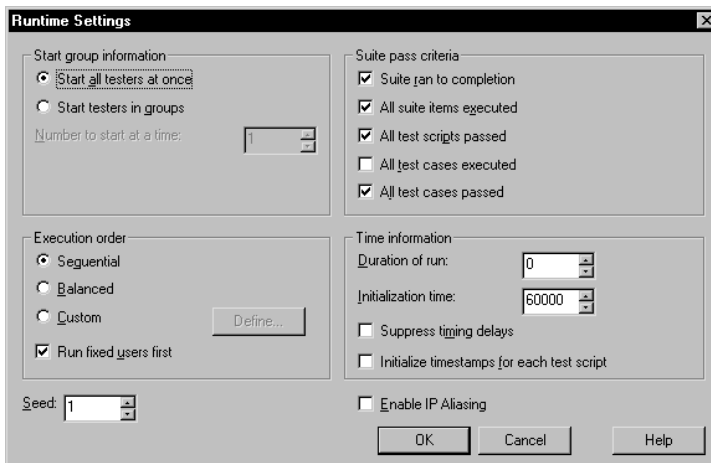 Runtime Settings
Start group information
Start all testers at once
Start testers in groups
Number to start at a time:
1
Suite pass criteria
Suite ran to completion
All suite items executed
All test scripts passed
All test cases executed
All test cases passed
Execution order
Sequential
Balanced
Custom
Define...
Run fixed users first
Time information
Duration of run:
0
Initialization time:
60000
Suppress timing delays
Initialize timestamps for each test script
Seed:
1
Enable IP Aliasing
OK
Cancel
Help